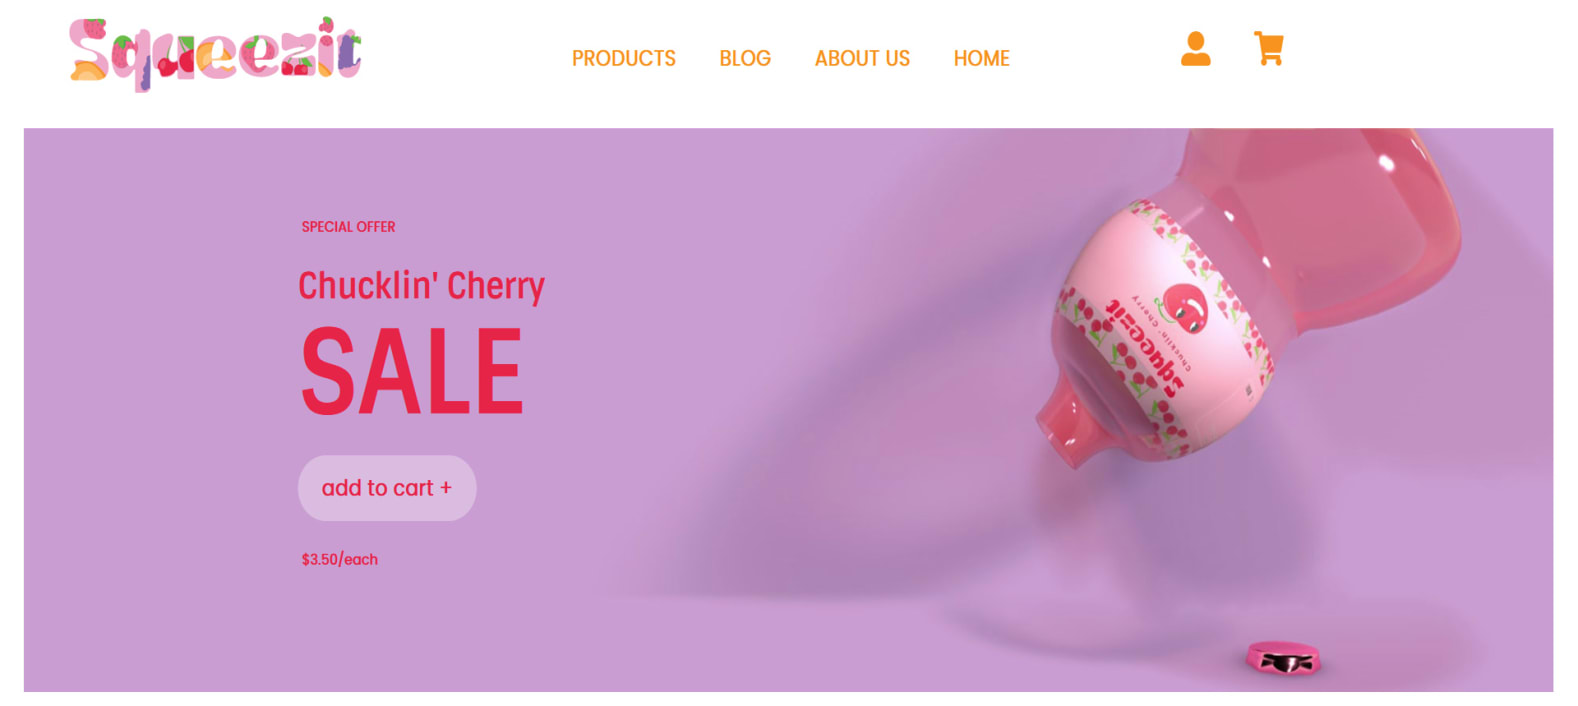 Squeezit
PRODUCTS BLOG ABOUT US HOME
SPECIAL OFFER
Chucklin' Cherry
SALE
add to cart +
$3.50/each
Squeezit
Chucklin' Cherry